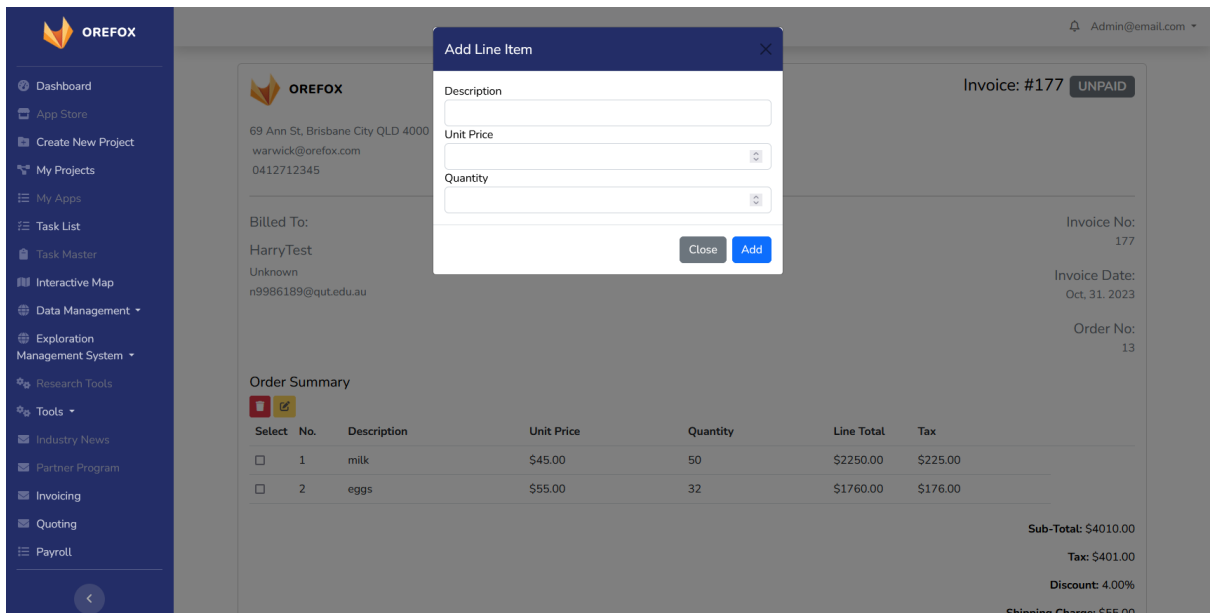 OREFOX
Dashboard
App Store
Create New Project
My Projects
My Apps
Task List
Task Master
Interactive Map
Data Management
Exploration
Management System
Research Tools
Tools
Industry News
Partner Program
Invoicing
Quoting
Payroll
Admin@email.com
Add Line Item
Description
Unit Price
Quantity
Close Add
OREFOX
Invoice: #177 UNPAID
69 Ann St, Brisbane City QLD 4000
warwick@orefox.com
0412712345
Billed To:
HarryTest
Unknown
n9986189@qut.edu.au
Invoice No:
177
Invoice Date:
Oct, 31. 2023
Order No:
13
Order Summary
Select No. Description Unit Price Quantity Line Total Tax
1 milk $45.00 50 $2250.00 $225.00
2 eggs $55.00 32 $1760.00 $176.00
Sub-Total: $4010.00
Tax: $401.00
Discount: 4.00%
Shipping Charge: $55.00